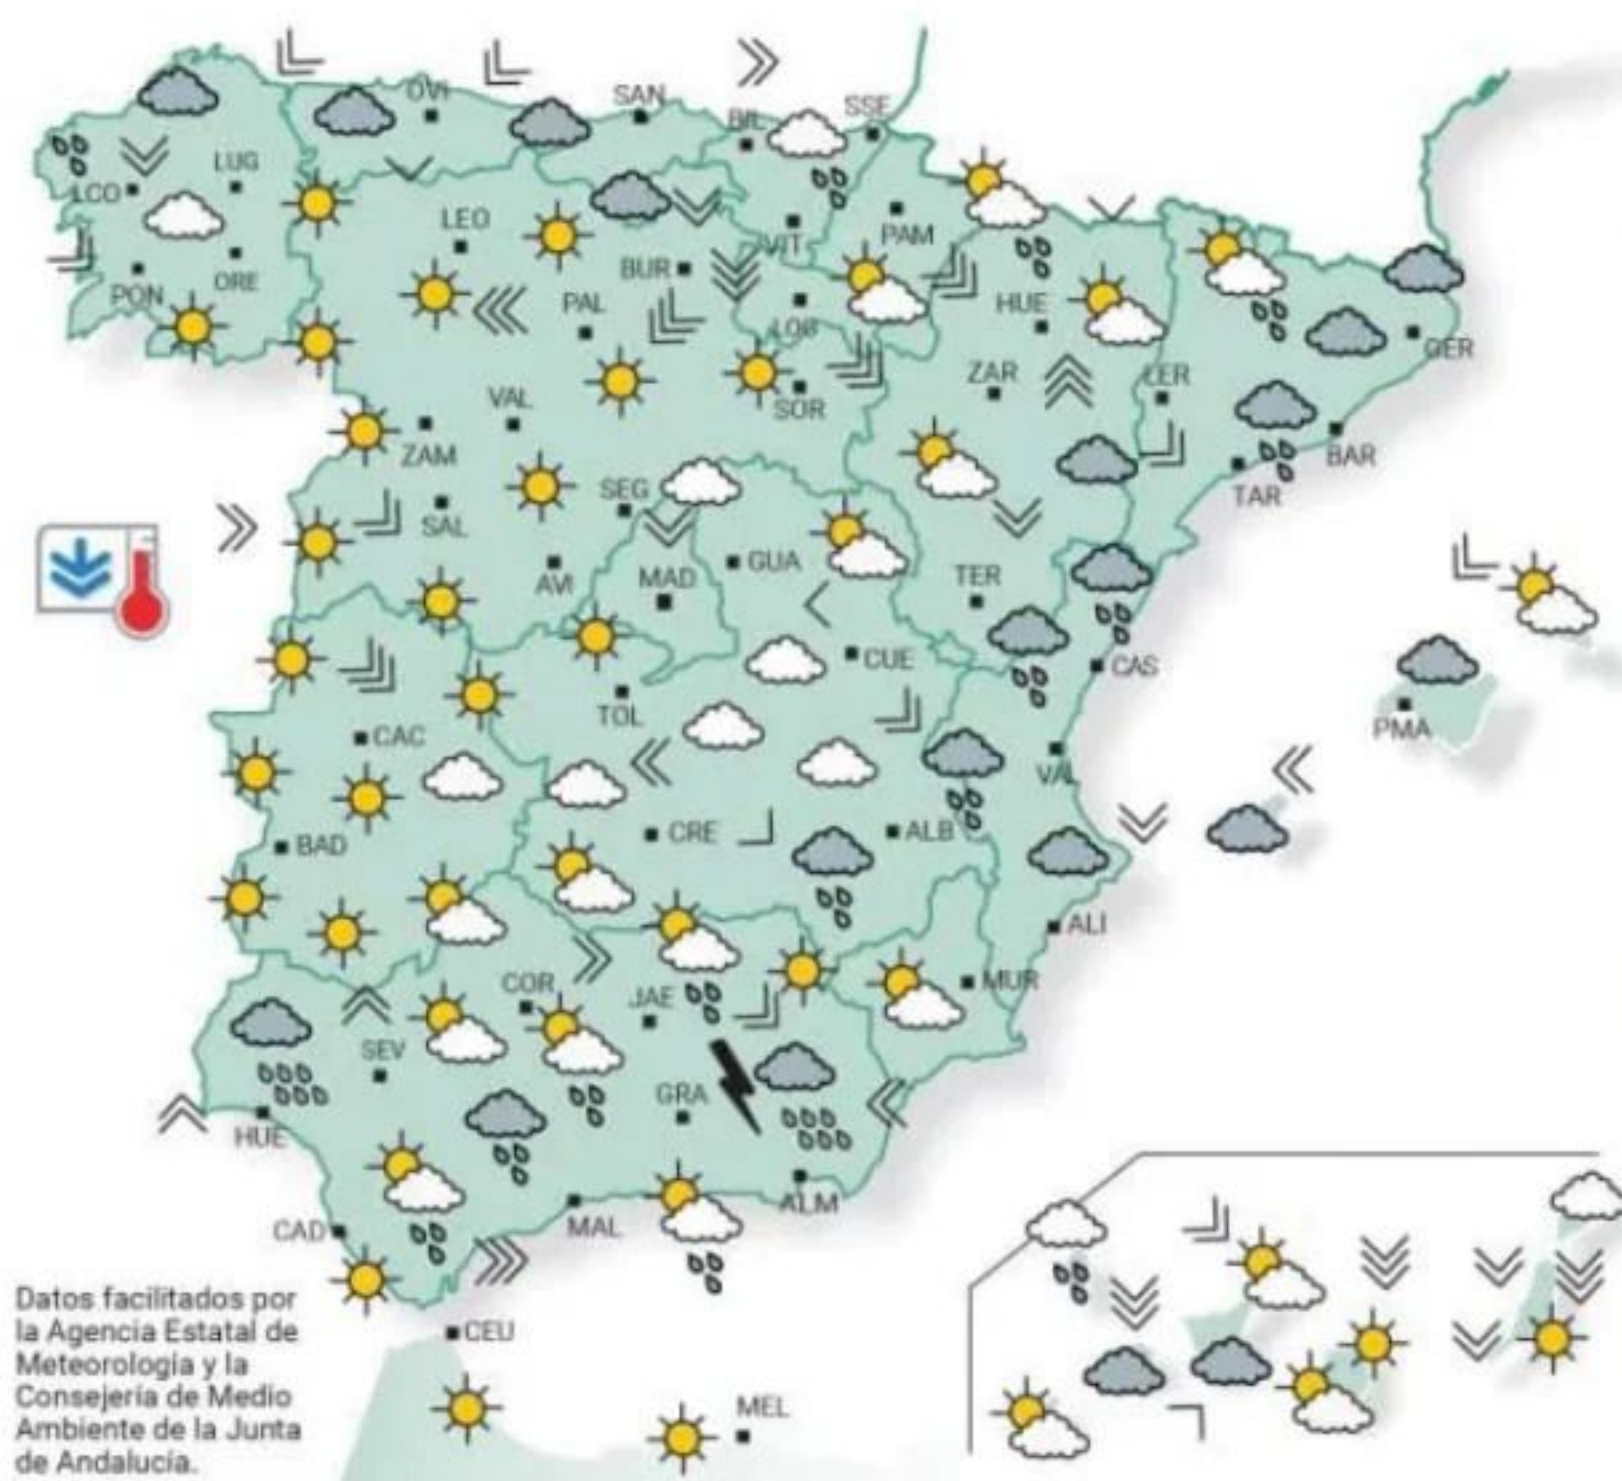 OVI
SAN
BIL
SSE
LUG
LCO
LEO
VIT
PAM
BUR
PON
ORE
PAL
LOG
HUE
GER
ZAR
LER
VAL
SOR
ZAM
BAR
SEG
TAR
SAL
AVI
MAD
GUA
TER
CUE
CAS
TOL
PMA
CAC
VAL
BAD
CRE
ALB
ALI
COR
JAE
MUR
SEV
GRA
HUE
CAD
MAL
ALM
CEU
MEL
Datos facilitados por
la Agencia Estatal de
Meteorología y la
Consejería de Medio
Ambiente de la Junta
de Andalucía.